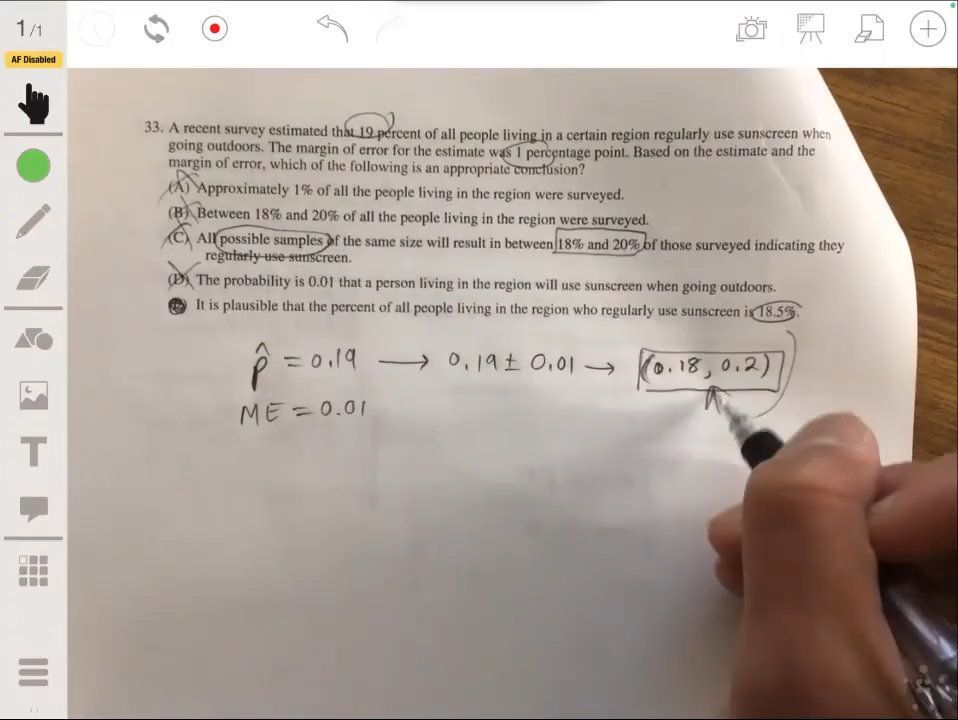 1/1
AF Disabled
33. A recent survey estimated that 19 percent of all people living in a certain region regularly use sunscreen when
going outdoors. The margin of error for the estimate was 1 percentage point. Based on the estimate and the
margin of error, which of the following is an appropriate conclusion?
(A) Approximately 1% of all the people living in the region were surveyed.
(B) Between 18% and 20% of all the people living in the region were surveyed.
(C) All possible samples of the same size will result in between 18% and 20% of those surveyed indicating they
regularly use sunscreen.
(D) The probability is 0.01 that a person living in the region will use sunscreen when going outdoors.
It is plausible that the percent of all people living in the region who regularly use sunscreen is 18.5%.
p̂ = 0.19 → 0.19 ± 0.01 → (0.18, 0.2)
ME = 0.01
T